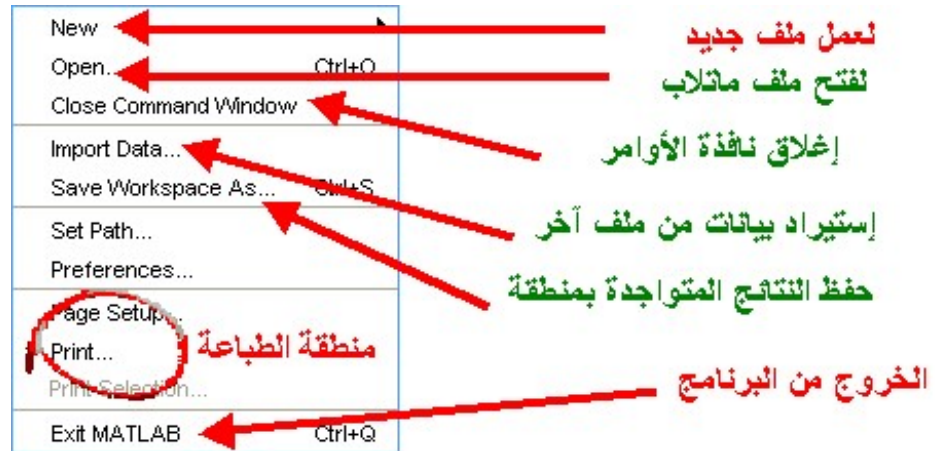 New
لعمل ملف جديد
Open... Ctrl+O
لفتح ملف ماتلاب
Close Command Window
إغلاق نافذة الأوامر
Import Data...
إستيراد بيانات من ملف آخر
Save Workspace As... Ctrl+S
حفظ النتائج المتواجدة بمنطقة
Set Path...
Preferences...
Page Setup...
Print...
منطقة الطباعة
Print Selection...
Exit MATLAB Ctrl+Q
الخروج من البرنامج